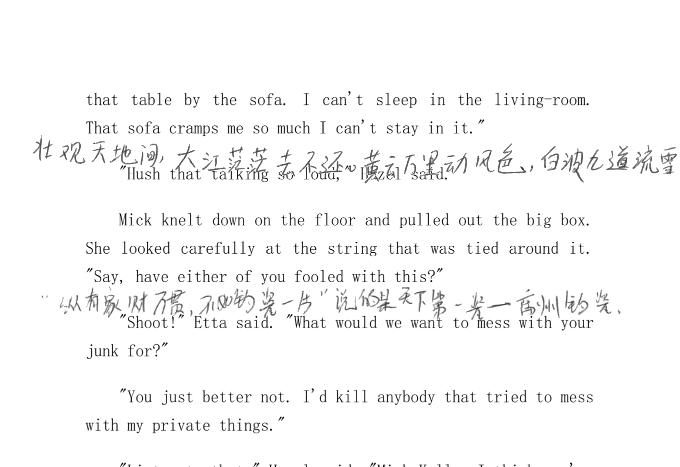 that table by the sofa. I can't sleep in the living-room.
That sofa cramps me so much I can't stay in it."
壮观天地间,大江茫茫去不还。黄云万里动风色,白波九道流雪
"Hush that talking so loud," Hazel said.
Mick knelt down on the floor and pulled out the big box.
She looked carefully at the string that was tied around it.
"Say, have either of you fooled with this?"
"纵有家财万贯,不如钧瓷一片"说的是天下第一瓷一禹州钧瓷.
"Shoot!" Etta said. "What would we want to mess with your
junk for?"
"You just better not. I'd kill anybody that tried to mess
with my private things."